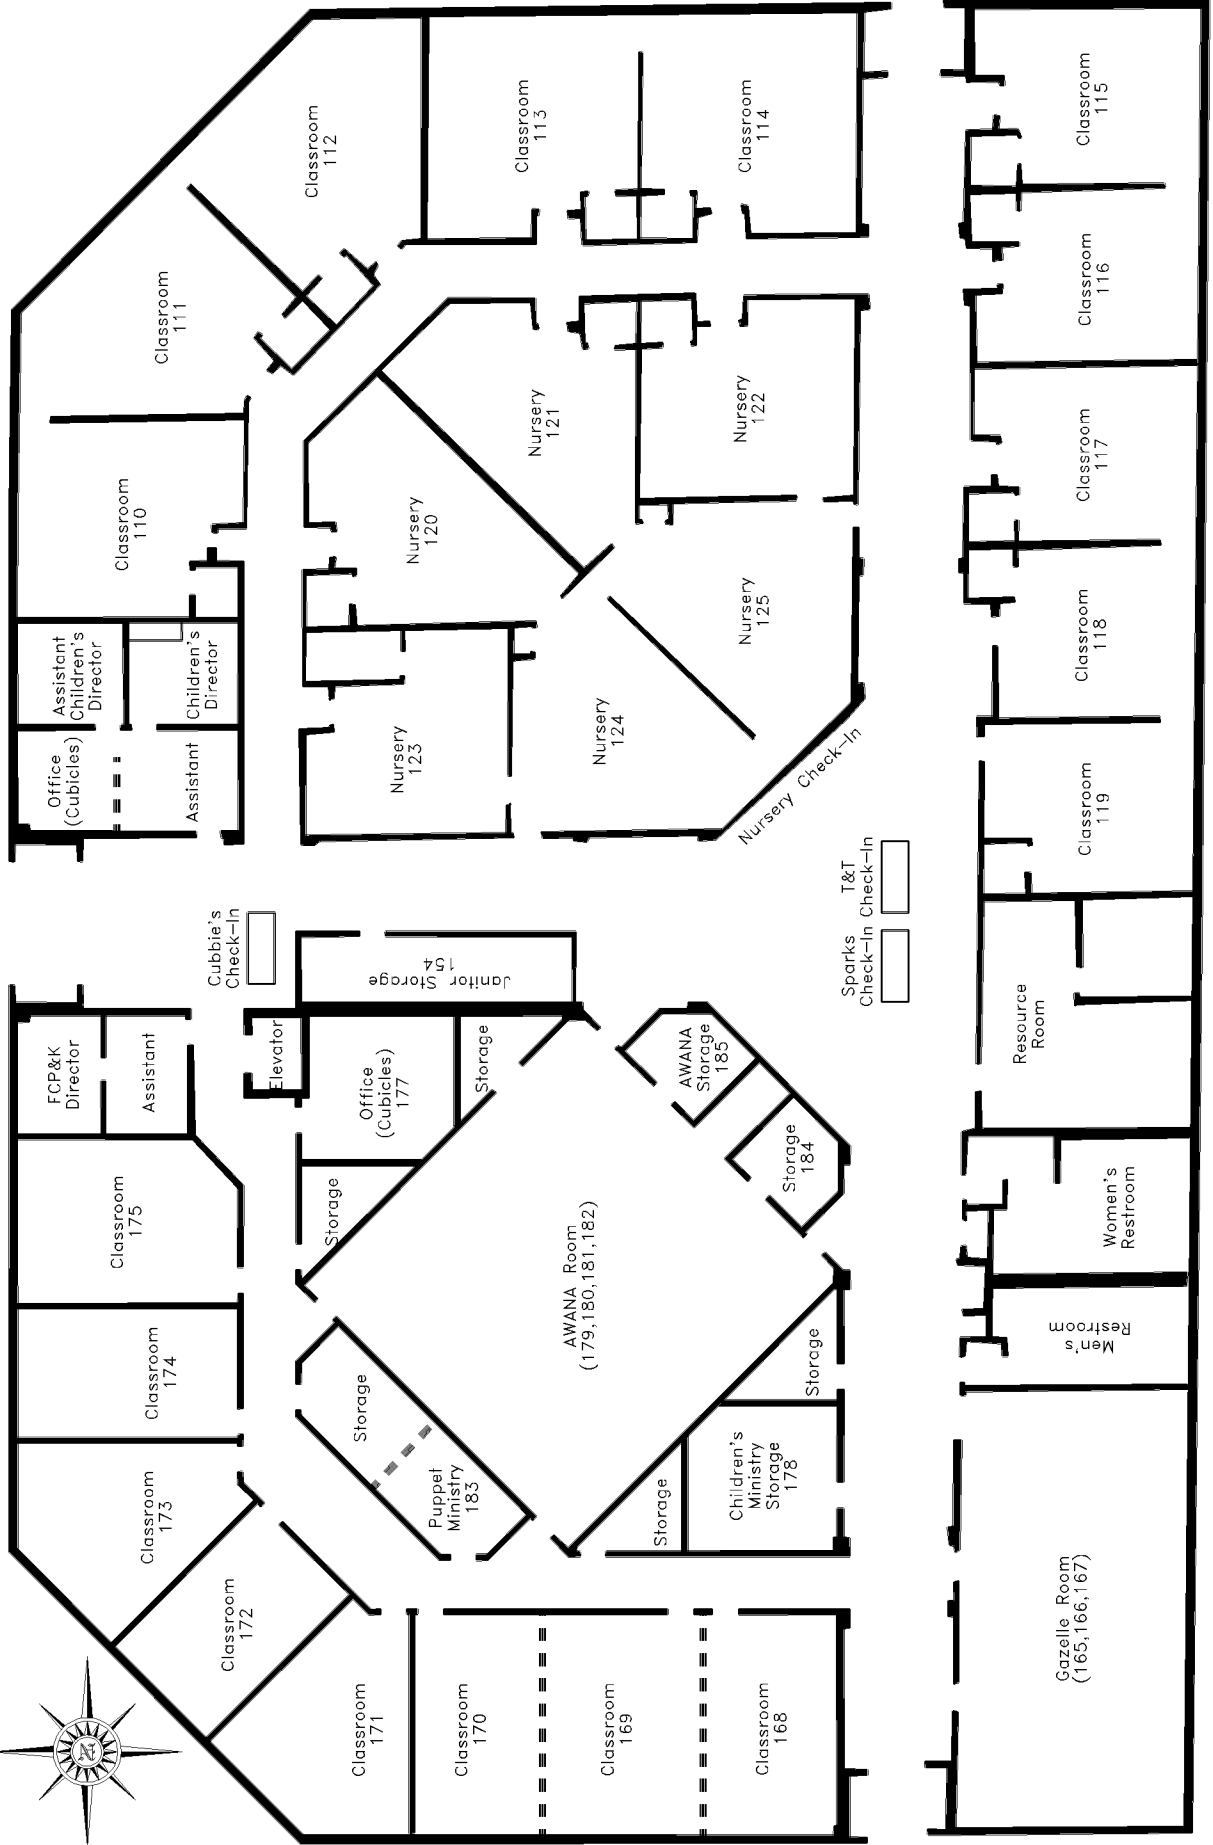 Classroom
112
Classroom
113
Classroom
114
Classroom
115
Classroom
111
Classroom
116
Classroom
110
Nursery
121
Nursery
122
Classroom
117
Nursery
120
Nursery
125
Classroom
118
Assistant
Children's
Director
Children's
Director
Office
(Cubicles)
Assistant
Nursery
123
Nursery
124
Nursery Check-In
Classroom
119
T&T
Check-In
Sparks
Check-In
Cubbie's
Check-In
Janitor Storage
154
Resource
Room
FCP&K
Director
Assistant
Elevator
Office
(Cubicles)
177
Storage
AWANA
Storage
185
Storage
184
Classroom
175
Storage
Women's
Restroom
AWANA Room
(179,180,181,182)
Men's
Restroom
Classroom
174
Storage
Storage
Classroom
173
Puppet
Ministry
183
Storage
Children's
Ministry
Storage
178
Classroom
172
Gazelle Room
(165,166,167)
Classroom
171
Classroom
170
Classroom
169
Classroom
168
N